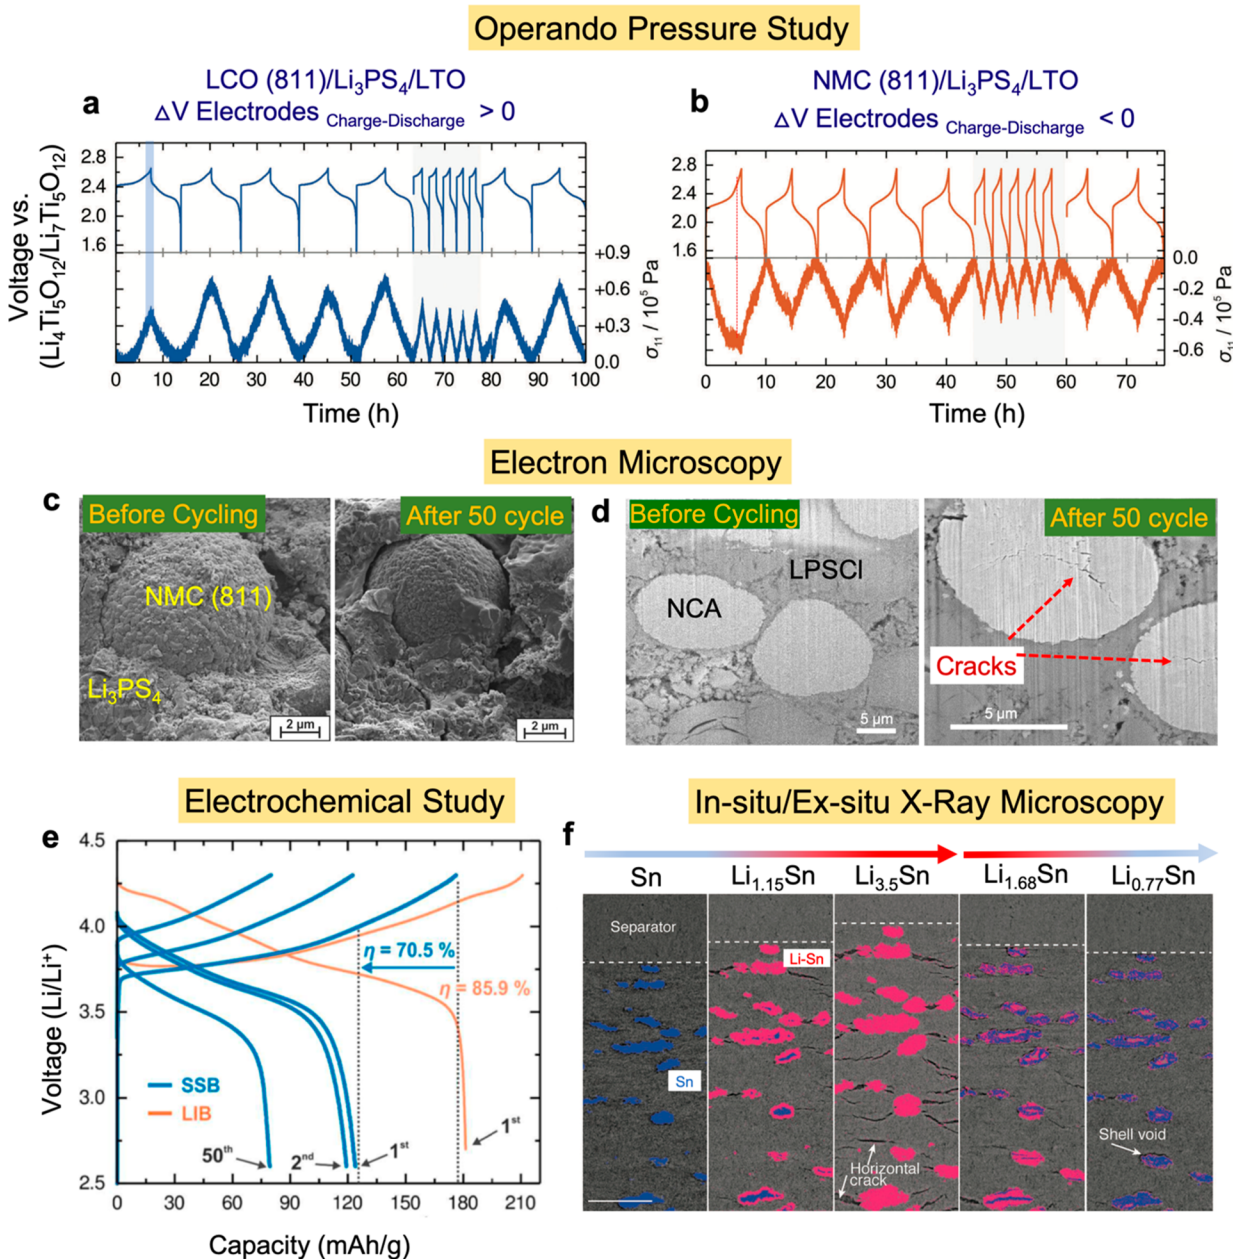 Operando Pressure Study
LCO (811)/Li₃PS₄/LTO
△V Electrodes Charge-Discharge > 0
a
Voltage vs.
(Li₄Ti₅O₁₂/Li₇Ti₅O₁₂)
2.8
2.4
2.0
1.6
+0.9
+0.6
+0.3
0.0
σ₁₁ / 10⁵ Pa
0 10 20 30 40 50 60 70 80 90 100
Time (h)
NMC (811)/Li₃PS₄/LTO
△V Electrodes Charge-Discharge < 0
b
2.8
2.4
2.0
1.6
0.0
-0.2
-0.4
-0.6
σ₁₁ / 10⁵ Pa
0 10 20 30 40 50 60 70
Time (h)
Electron Microscopy
c
Before Cycling
After 50 cycle
NMC (811)
Li₃PS₄
2 µm
2 µm
d
Before Cycling
After 50 cycle
LPSCl
NCA
Cracks
5 µm
5 µm
Electrochemical Study
e
4.5
4.0
3.5
3.0
2.5
Voltage (Li/Li⁺)
η = 70.5 %
η = 85.9 %
SSB
LIB
50ᵗʰ
2ⁿᵈ
1ˢᵗ
1ˢᵗ
0 30 60 90 120 150 180 210
Capacity (mAh/g)
In-situ/Ex-situ X-Ray Microscopy
f
Sn Li₁.₁₅Sn Li₃.₅Sn Li₁.₆₈Sn Li₀.₇₇Sn
Separator
Li-Sn
Sn
Horizontal
crack
Shell void